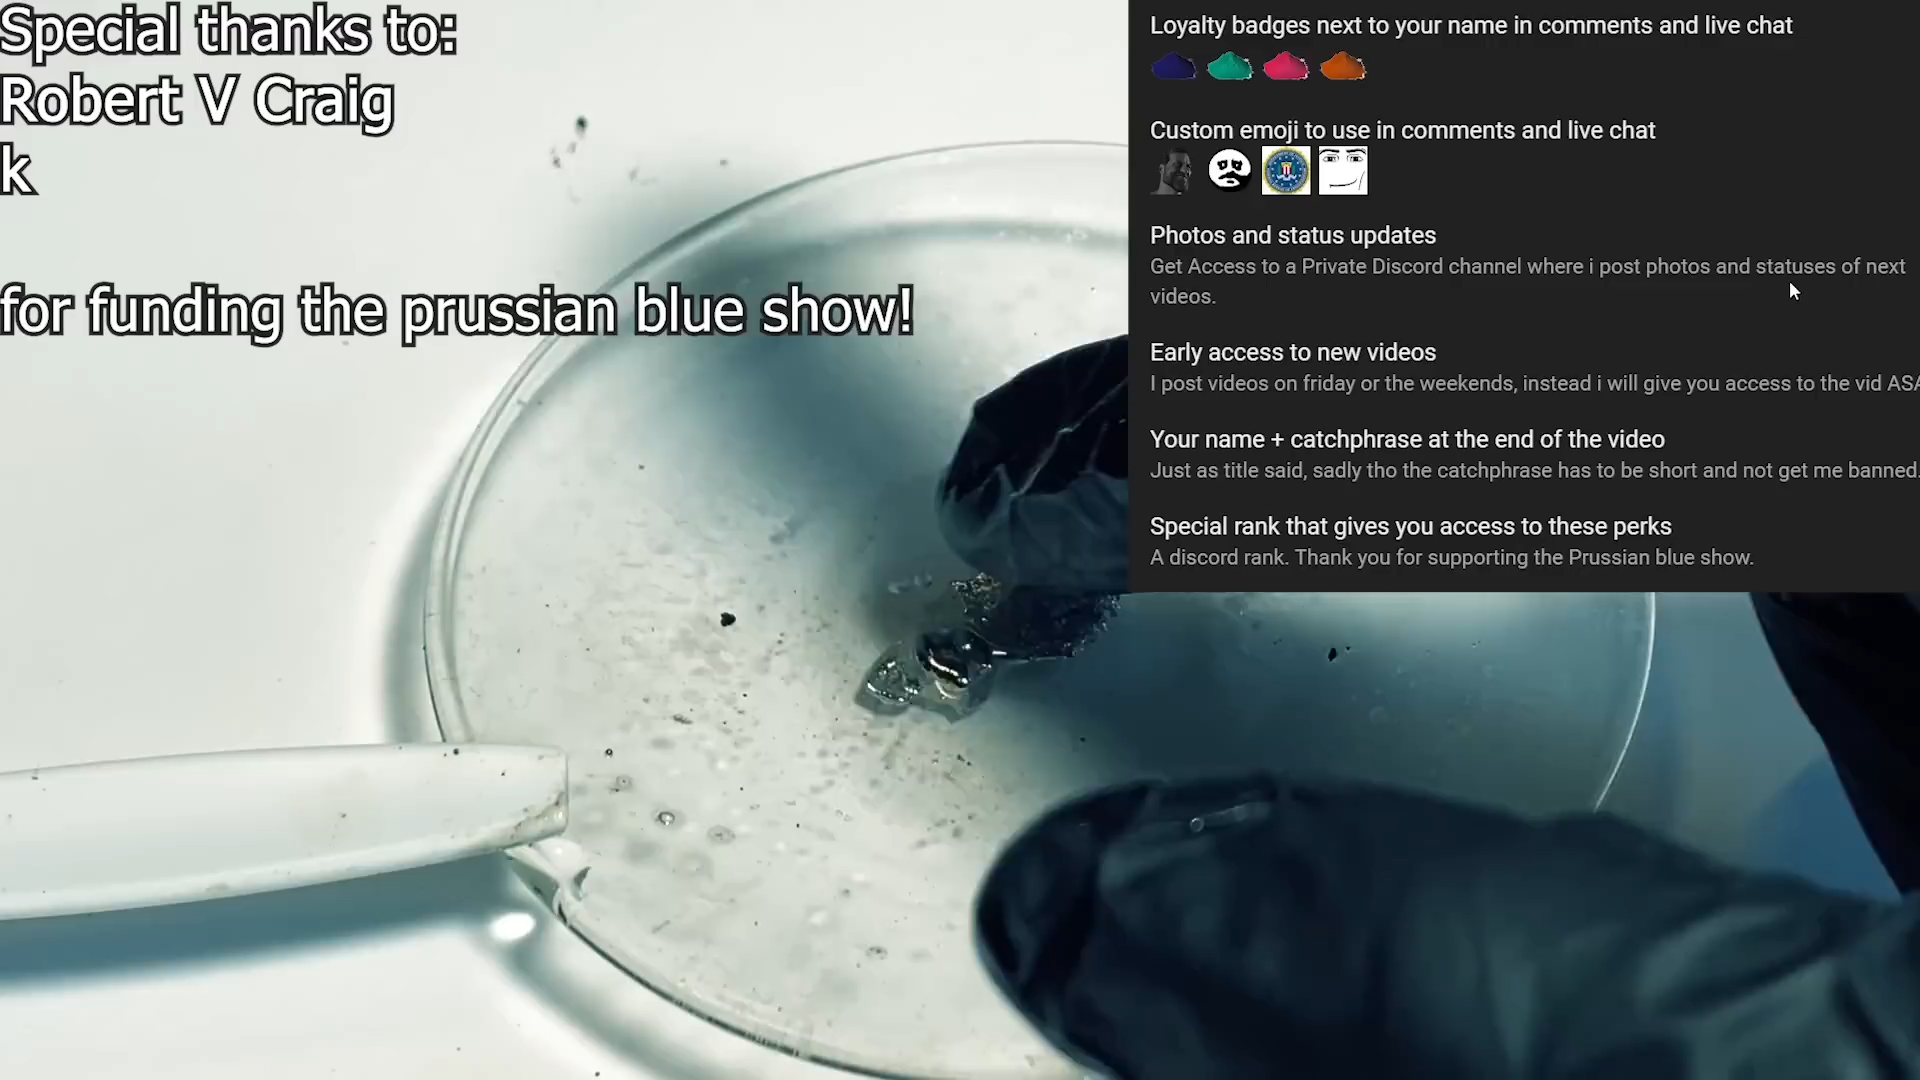 Special thanks to:
Robert V Craig
k
for funding the prussian blue show!
Loyalty badges next to your name in comments and live chat
Custom emoji to use in comments and live chat
Photos and status updates
Get Access to a Private Discord channel where i post photos and statuses of next
videos.
Early access to new videos
I post videos on friday or the weekends, instead i will give you access to the vid
Your name + catchphrase at the end of the video
Just as title said, sadly tho the catchphrase has to be short and not get me banned.
Special rank that gives you access to these perks
A discord rank. Thank you for supporting the Prussian blue show.